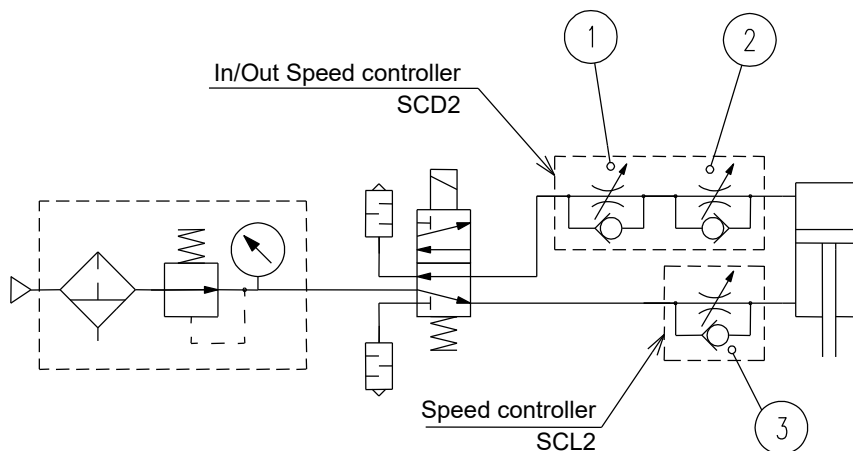 1
2
In/Out Speed controller
SCD2
Speed controller
SCL2
3